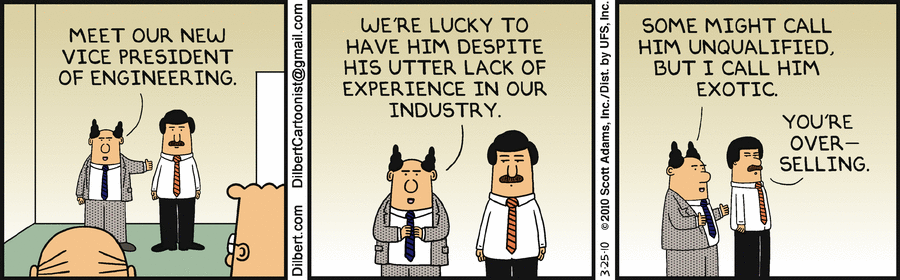 MEET OUR NEW
VICE PRESIDENT
OF ENGINEERING.
Dilbert.com DilbertCartoonist@gmail.com
WE'RE LUCKY TO
HAVE HIM DESPITE
HIS UTTER LACK OF
EXPERIENCE IN OUR
INDUSTRY.
3-25-10 ©2010 Scott Adams, Inc./Dist. by UFS, Inc.
SOME MIGHT CALL
HIM UNQUALIFIED,
BUT I CALL HIM
EXOTIC.
YOU'RE
OVER—
SELLING.